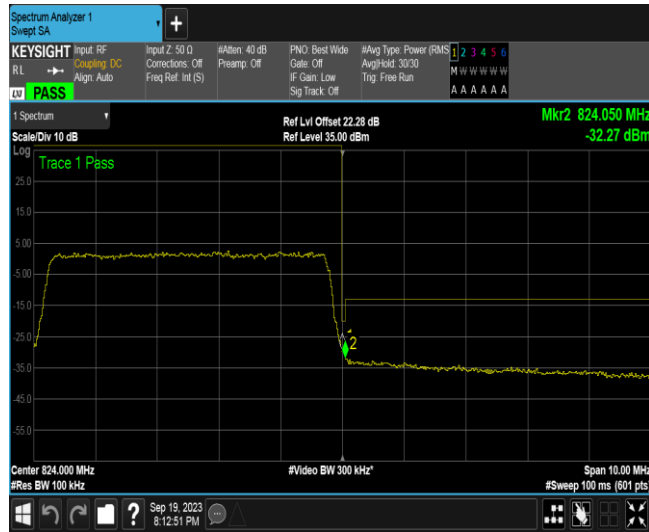 Spectrum Analyzer 1
Swept SA
+
KEYSIGHT Input: RF Input Z: 50 Ω #Atten: 40 dB PNO: Best Wide #Avg Type: Power (RMS 1 2 3 4 5 6
RL Coupling: DC Corrections: Off Preamp: Off Gate: Off Avg|Hold: 30/30 M W W W W W
Align: Auto Freq Ref: Int (S) IF Gain: Low Trig: Free Run
Sig Track: Off A A A A A A
LXI PASS
1 Spectrum Ref Lvl Offset 22.28 dB Mkr2 824.050 MHz
Scale/Div 10 dB Ref Level 35.00 dBm -32.27 dBm
Log
Trace 1 Pass
25.0
15.0
5.00
-5.00
-15.0
-25.0
2
-35.0
-45.0
-55.0
Center 824.000 MHz #Video BW 300 kHz* Span 10.00 MHz
#Res BW 100 kHz #Sweep 100 ms (601 pts)
? Sep 19, 2023
8:12:51 PM